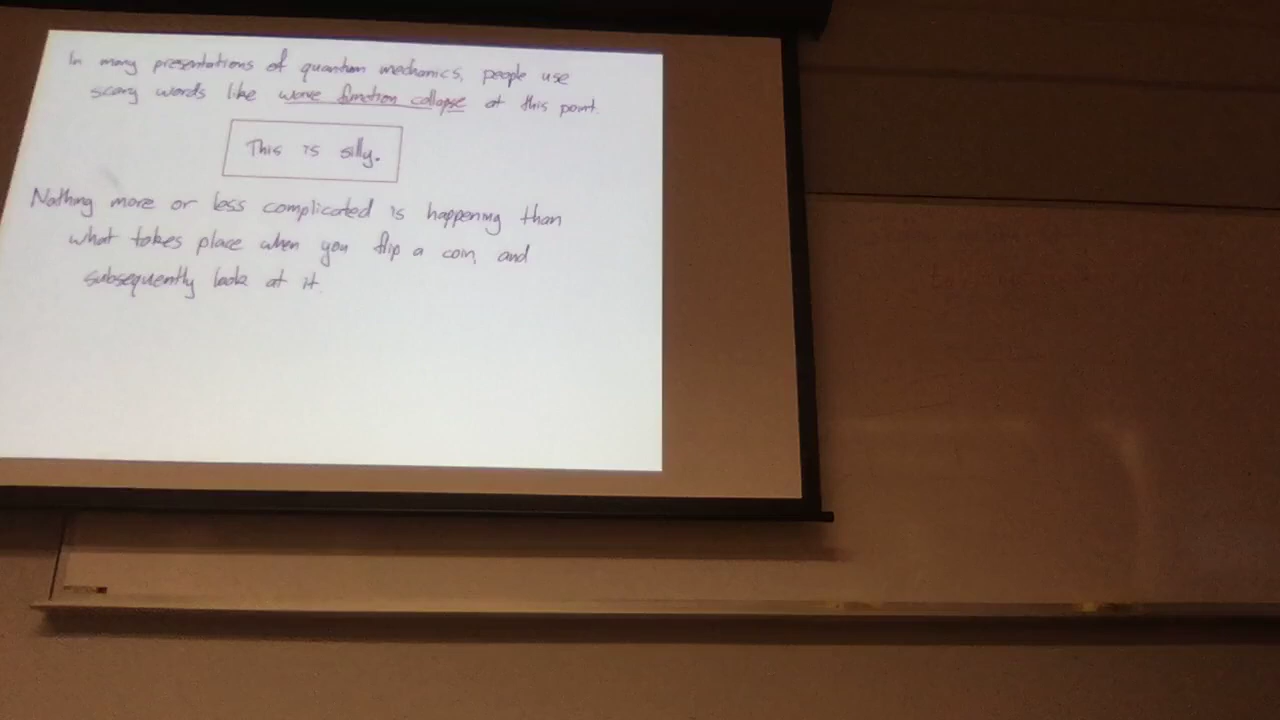 In many presentations of quantum mechanics, people use
scary words like wave function collapse at this point.
This is silly.
Nothing more or less complicated is happening than
what takes place when you flip a coin, and
subsequently look at it.